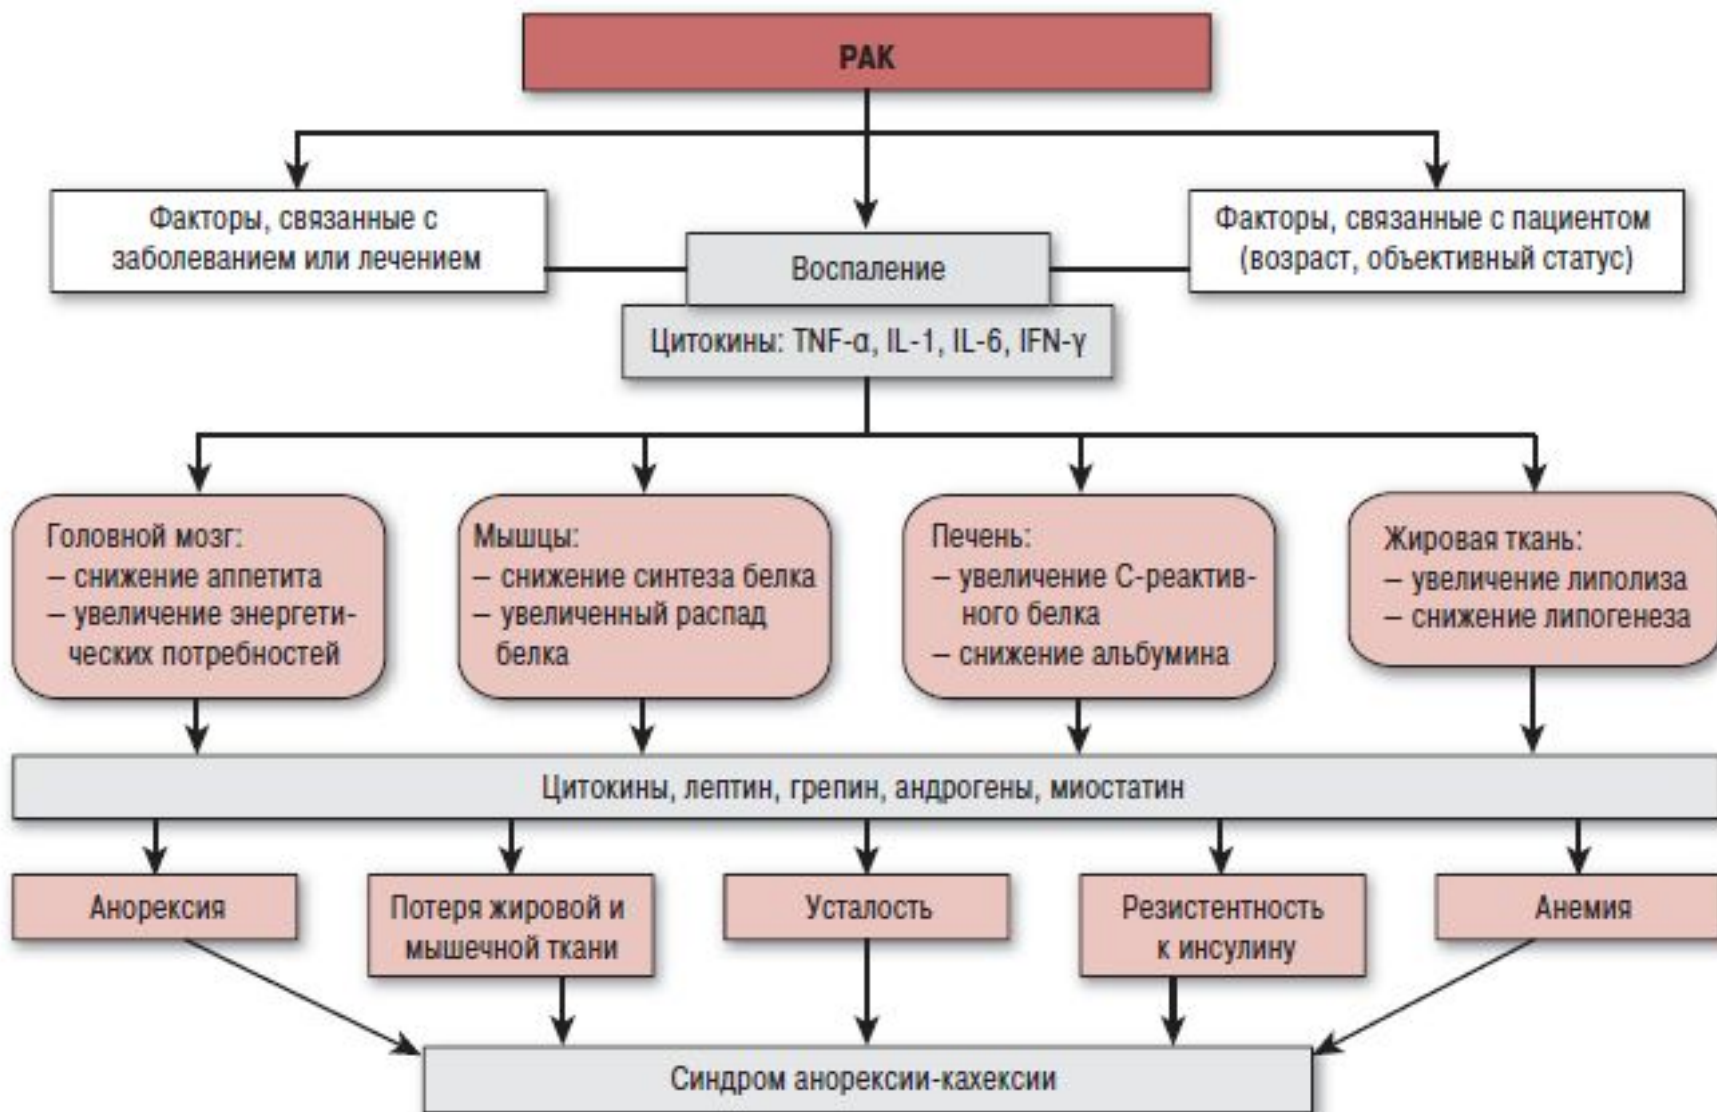 РАК
Факторы, связанные с
заболеванием или лечением
Воспаление
Факторы, связанные с пациентом
(возраст, объективный статус)
Цитокины: TNF-α, IL-1, IL-6, IFN-γ
Головной мозг:
– снижение аппетита
– увеличение энергети-
ческих потребностей
Мышцы:
– снижение синтеза белка
– увеличенный распад
белка
Печень:
– увеличение С-реактив-
ного белка
– снижение альбумина
Жировая ткань:
– увеличение липолиза
– снижение липогенеза
Цитокины, лептин, грепин, андрогены, миостатин
Анорексия
Потеря жировой и
мышечной ткани
Усталость
Резистентность
к инсулину
Анемия
Синдром анорексии-кахексии